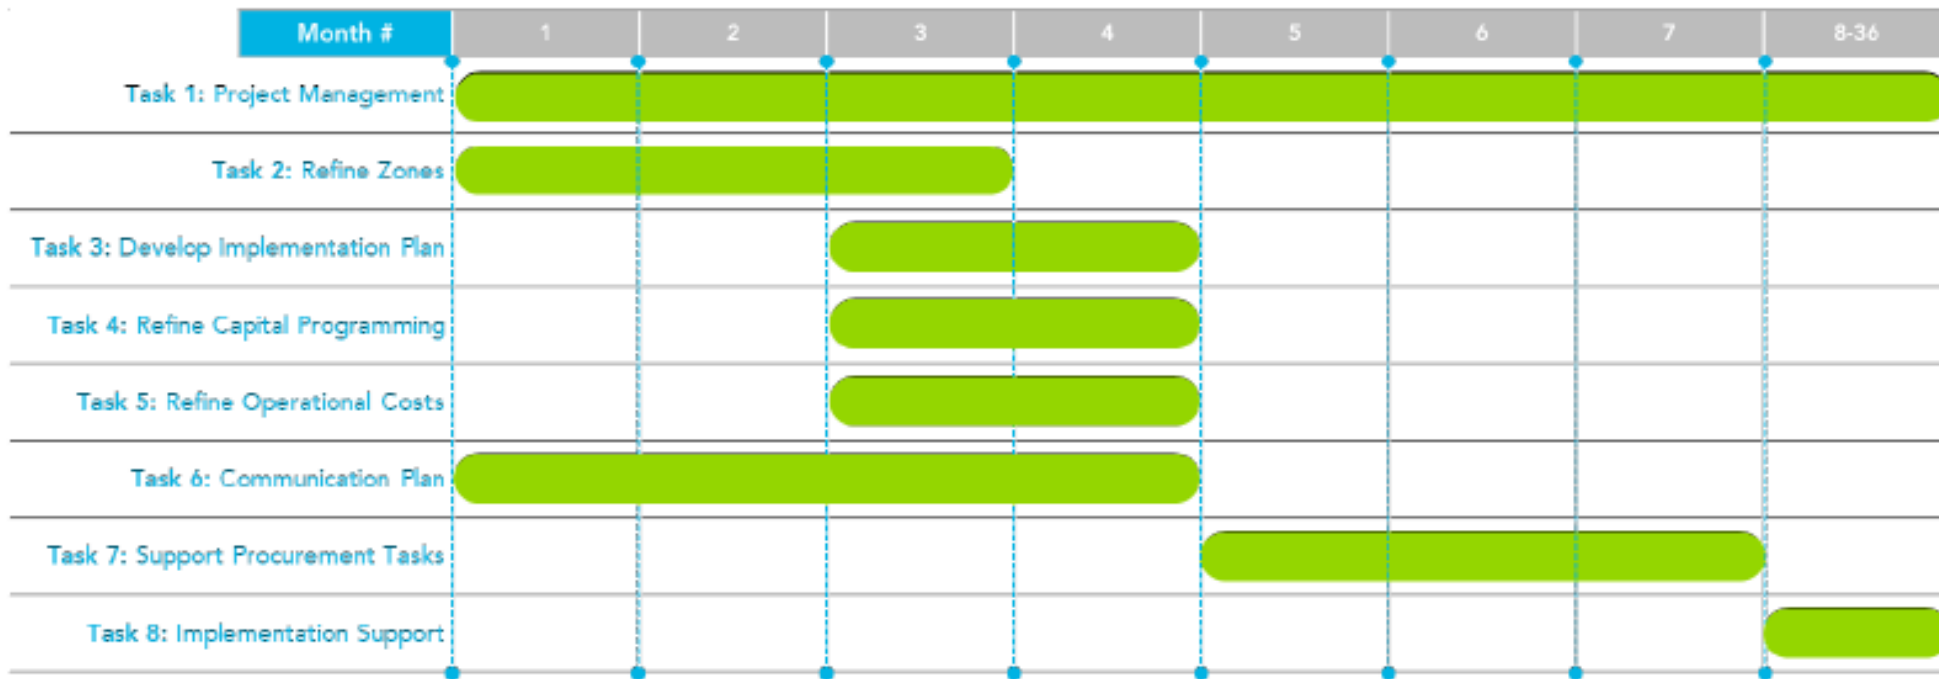 Month # 1 2 3 4 5 6 7 8-36
Task 1: Project Management
Task 2: Refine Zones
Task 3: Develop Implementation Plan
Task 4: Refine Capital Programming
Task 5: Refine Operational Costs
Task 6: Communication Plan
Task 7: Support Procurement Tasks
Task 8: Implementation Support